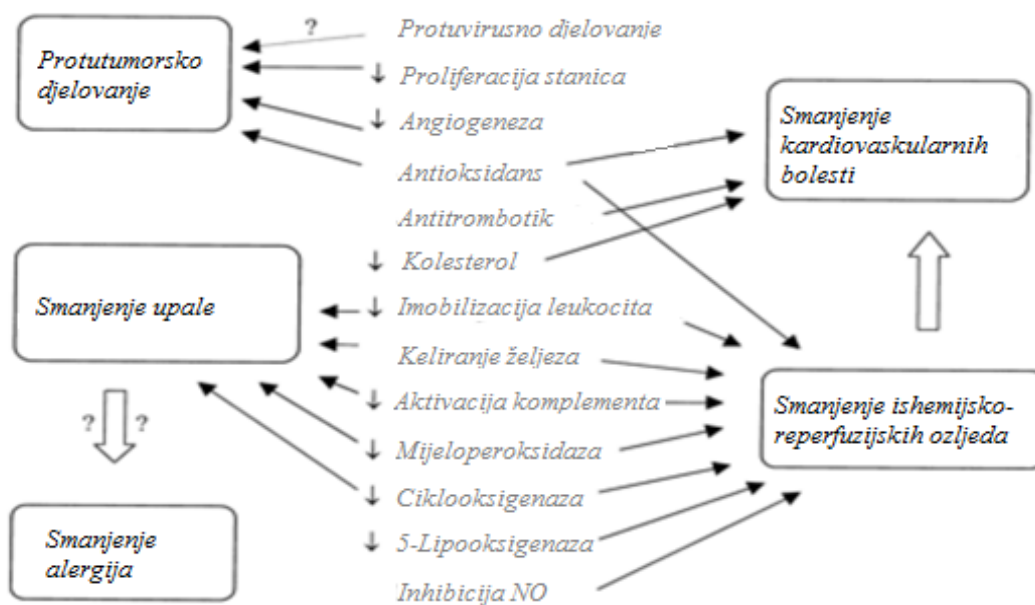 Protutumorsko
djelovanje
?
Protuvirusno djelovanje
↓ Proliferacija stanica
↓ Angiogeneza
Antioksidans
Antitrombotik
↓ Kolesterol
↓ Imobilizacija leukocita
Keliranje željeza
↓ Aktivacija komplementa
↓ Mijeloperoksidaza
↓ Ciklooksigenaza
↓ 5-Lipooksigenaza
Inhibicija NO
Smanjenje
kardiovaskularnih
bolesti
Smanjenje upale
? ?
Smanjenje
alergija
Smanjenje ishemijsko-
reperfuzijskih ozljeda